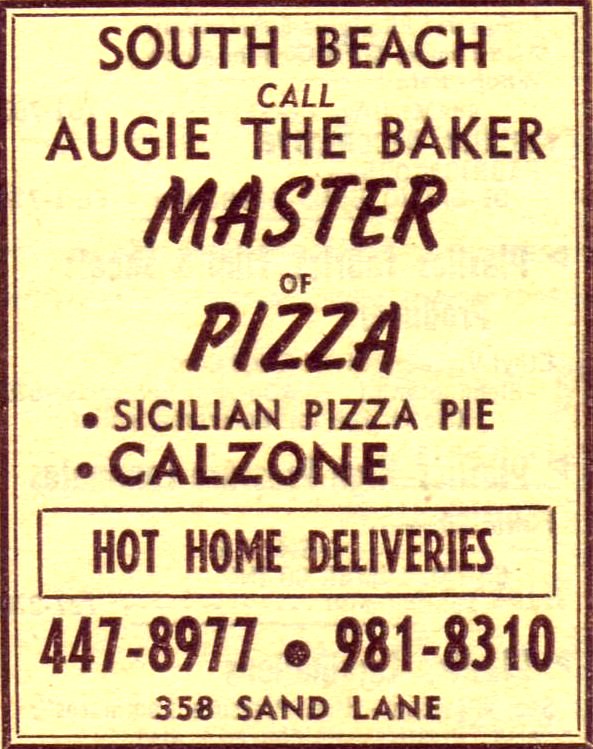 SOUTH BEACH
CALL
AUGIE THE BAKER
MASTER
OF
PIZZA
• SICILIAN PIZZA PIE
• CALZONE
HOT HOME DELIVERIES
447-8977 • 981-8310
358 SAND LANE